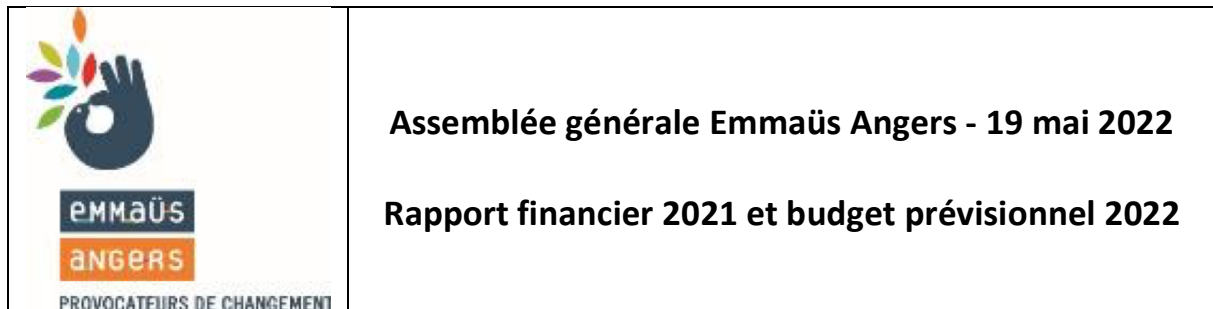 emmaüs
angers
PROVOCATEURS DE CHANGEMENT
Assemblée générale Emmaüs Angers - 19 mai 2022
Rapport financier 2021 et budget prévisionnel 2022